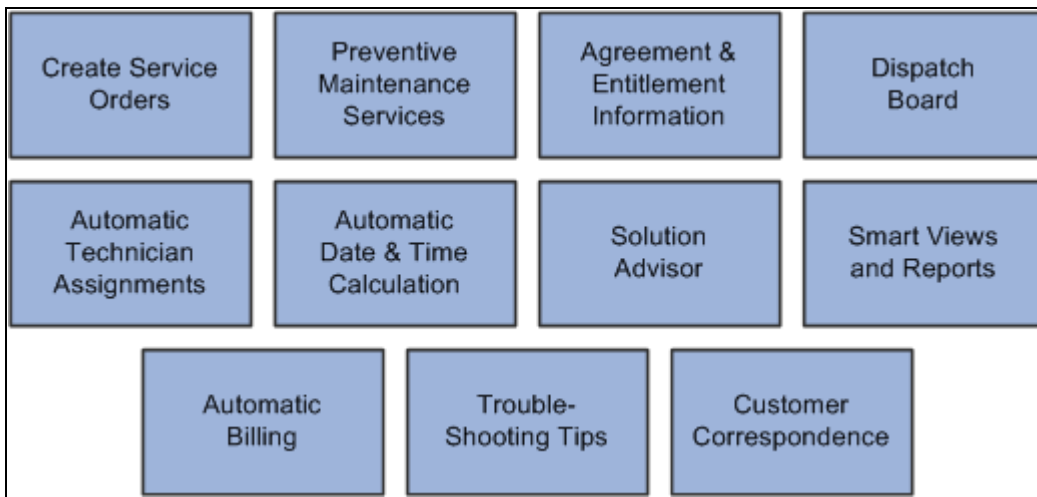 Create Service
Orders
Preventive
Maintenance
Services
Agreement &
Entitlement
Information
Dispatch
Board
Automatic
Technician
Assignments
Automatic
Date & Time
Calculation
Solution
Advisor
Smart Views
and Reports
Automatic
Billing
Trouble-
Shooting Tips
Customer
Correspondence